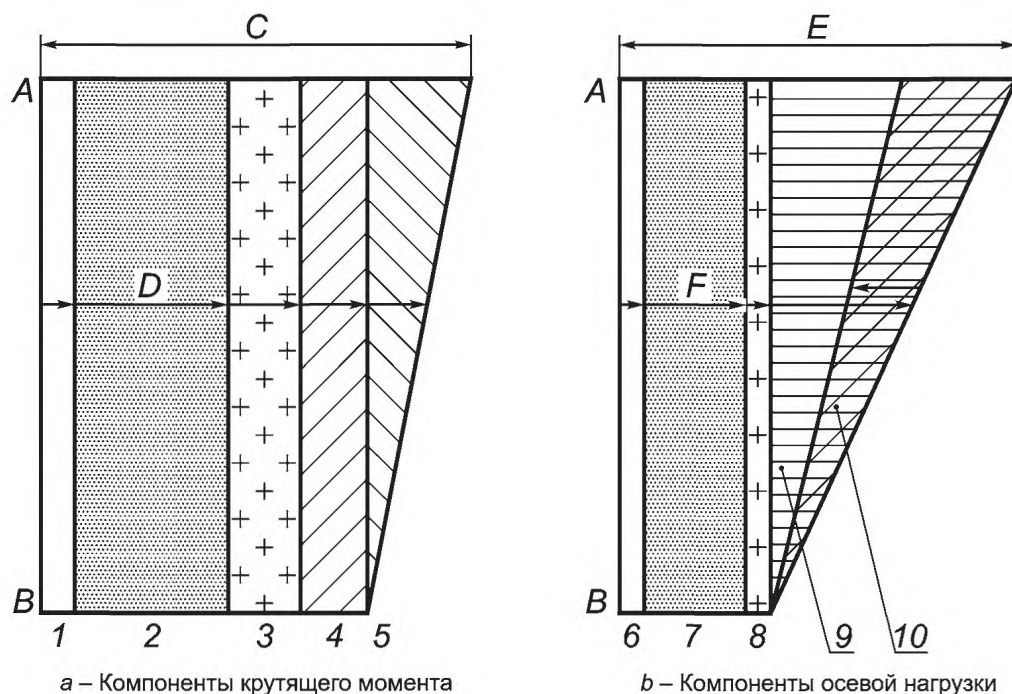 C
E
A
A
D
F
B
B
1 2 3 4 5
6 7 8 9 10
a – Компоненты крутящего момента
b – Компоненты осевой нагрузки